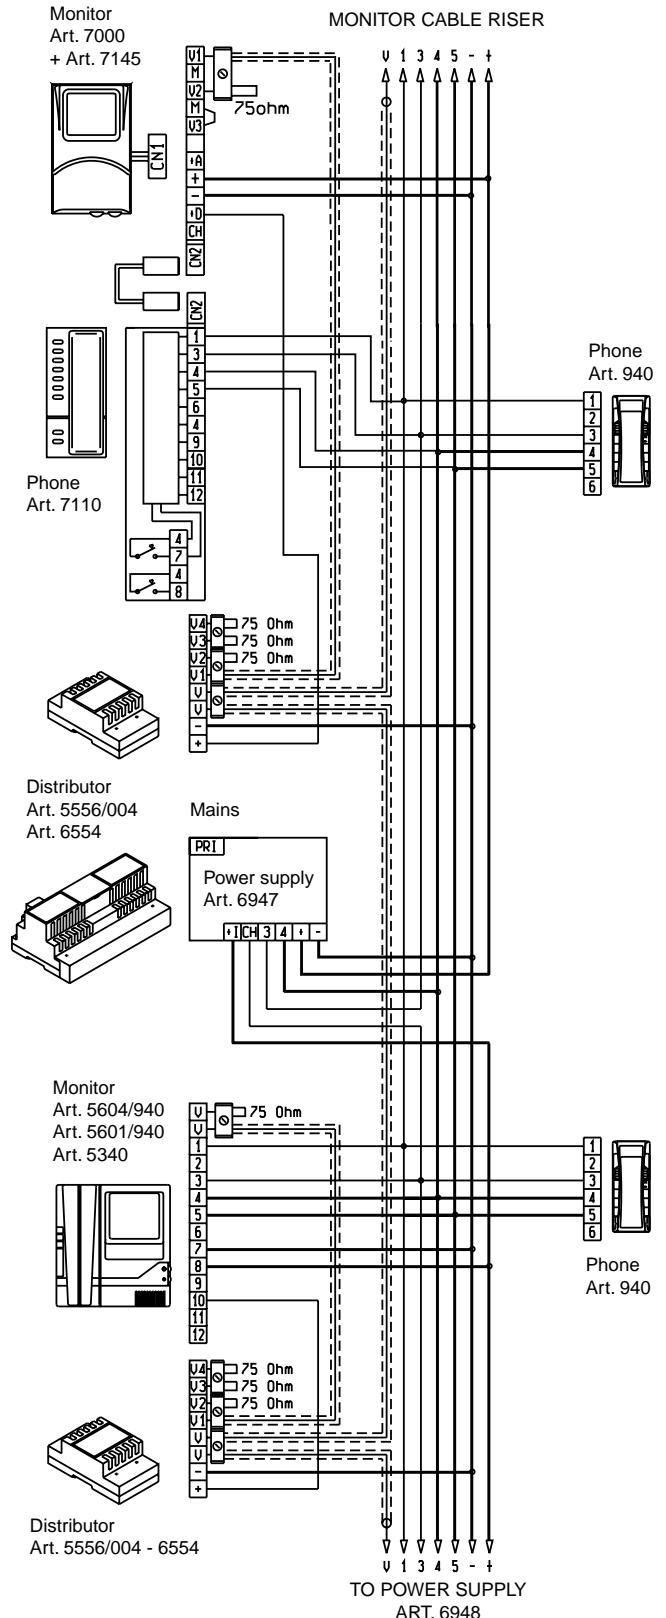 Monitor
Art. 7000
+ Art. 7145
MONITOR CABLE RISER
V 1 3 4 5 - +
V1
M
V2
M
V3
+A
+
-
+D
CH
CN2
75ohm
CN1
CN2
1
3
4
5
6
4
9
10
11
12
4
7
4
8
Phone
Art. 7110
Phone
Art. 940
1
2
3
4
5
6
V4
V3
V2
V1
V
V
-
+
75 Ohm
75 Ohm
75 Ohm
Distributor
Art. 5556/004
Art. 6554
Mains
PRI
Power supply
Art. 6947
+I CH 3 4 + -
Monitor
Art. 5604/940
Art. 5601/940
Art. 5340
V
V
1
2
3
4
5
6
7
8
9
10
11
12
75 Ohm
1
2
3
4
5
6
Phone
Art. 940
V4
V3
V2
V1
V
V
-
+
75 Ohm
75 Ohm
75 Ohm
Distributor
Art. 5556/004 - 6554
V 1 3 4 5 - +
TO POWER SUPPLY
ART. 6948